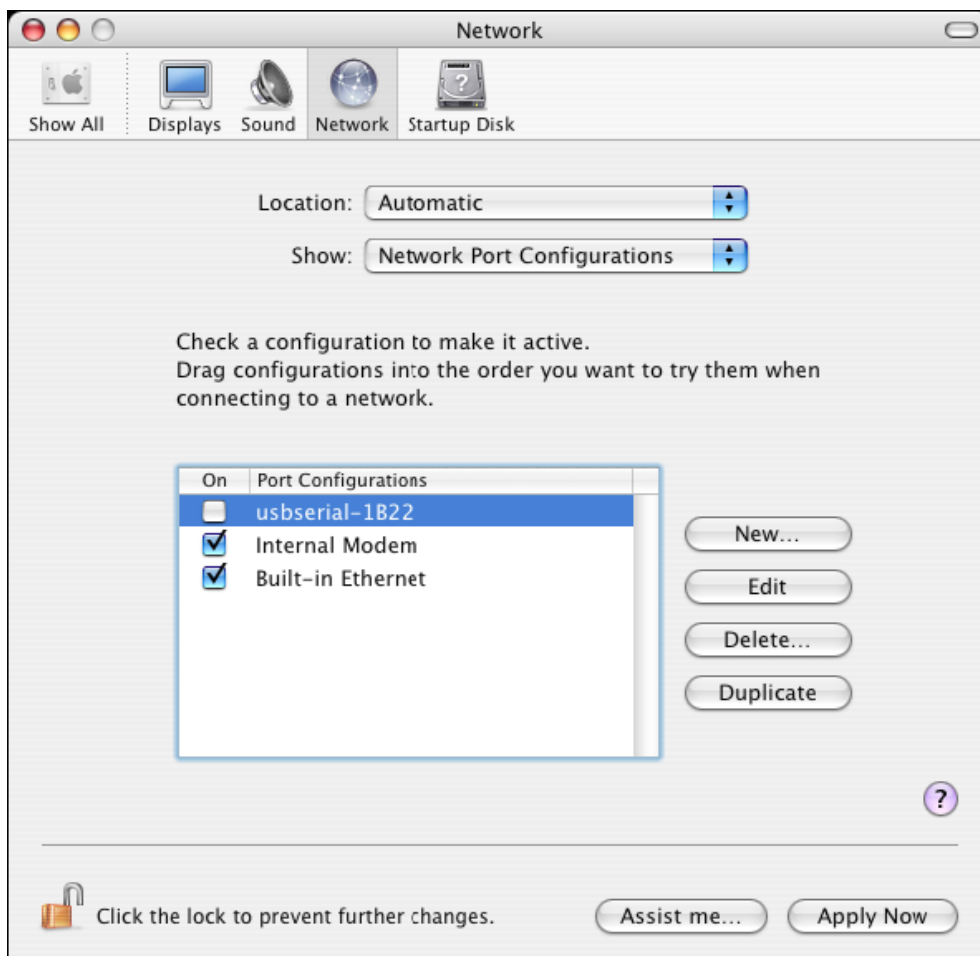 Network
Show All
Displays
Sound
Network
Startup Disk
Location: Automatic
Show: Network Port Configurations
Check a configuration to make it active.
Drag configurations into the order you want to try them when
connecting to a network.
On Port Configurations
usbserial-1B22
Internal Modem
Built-in Ethernet
New...
Edit
Delete...
Duplicate
?
Click the lock to prevent further changes.
Assist me...
Apply Now